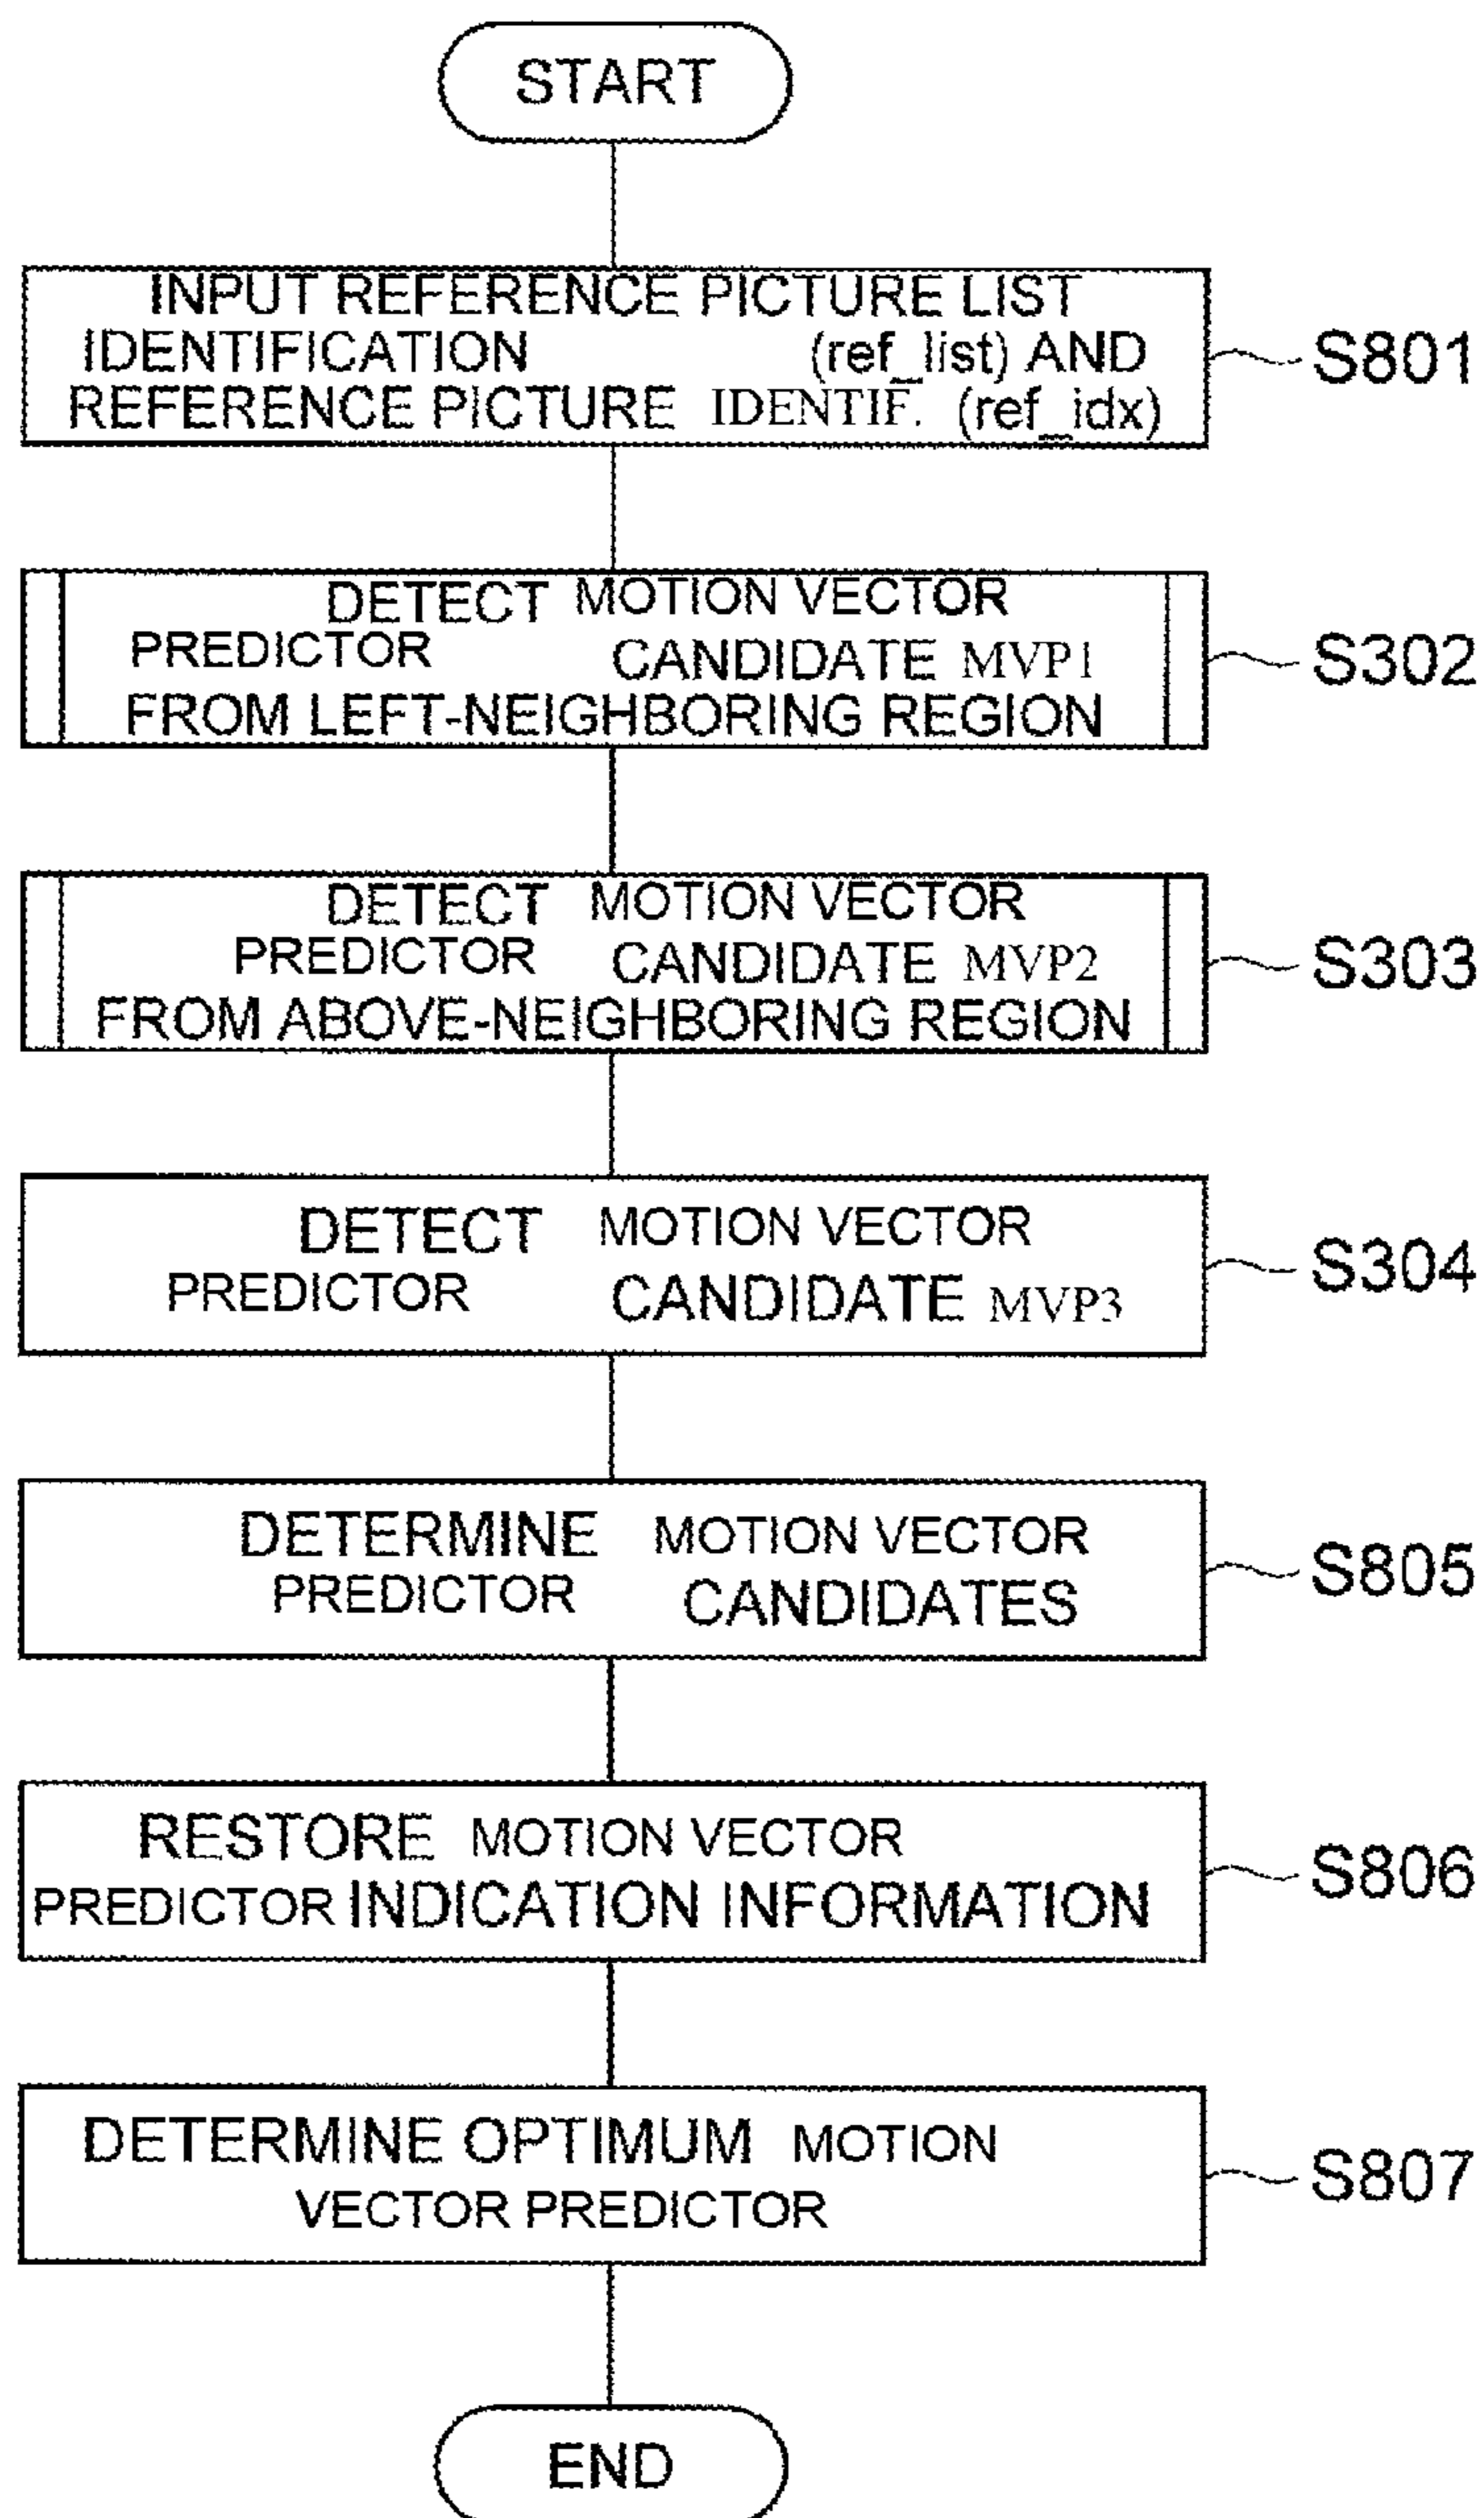 START
INPUT REFERENCE PICTURE LIST
IDENTIFICATION (ref_list) AND
REFERENCE PICTURE IDENTIF. (ref_idx)
S801
DETECT MOTION VECTOR
PREDICTOR CANDIDATE MVP1
FROM LEFT-NEIGHBORING REGION
S302
DETECT MOTION VECTOR
PREDICTOR CANDIDATE MVP2
FROM ABOVE-NEIGHBORING REGION
S303
DETECT MOTION VECTOR
PREDICTOR CANDIDATE MVP3
S304
DETERMINE MOTION VECTOR
PREDICTOR CANDIDATES
S805
RESTORE MOTION VECTOR
PREDICTOR INDICATION INFORMATION
S806
DETERMINE OPTIMUM MOTION
VECTOR PREDICTOR
S807
END